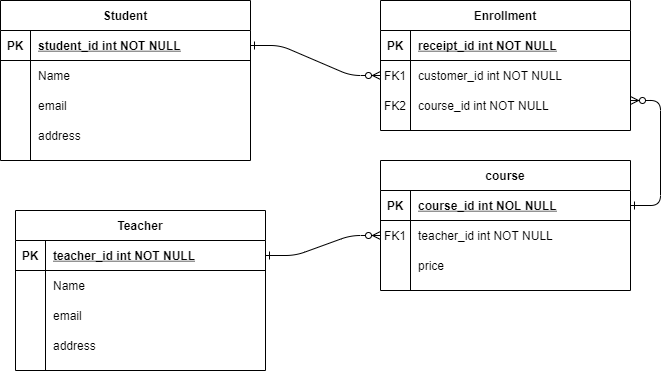 Student
PK student_id int NOT NULL
Name
email
address
Enrollment
PK receipt_id int NOT NULL
FK1 customer_id int NOT NULL
FK2 course_id int NOT NULL
course
PK course_id int NOL NULL
FK1 teacher_id int NOT NULL
price
Teacher
PK teacher_id int NOT NULL
Name
email
address